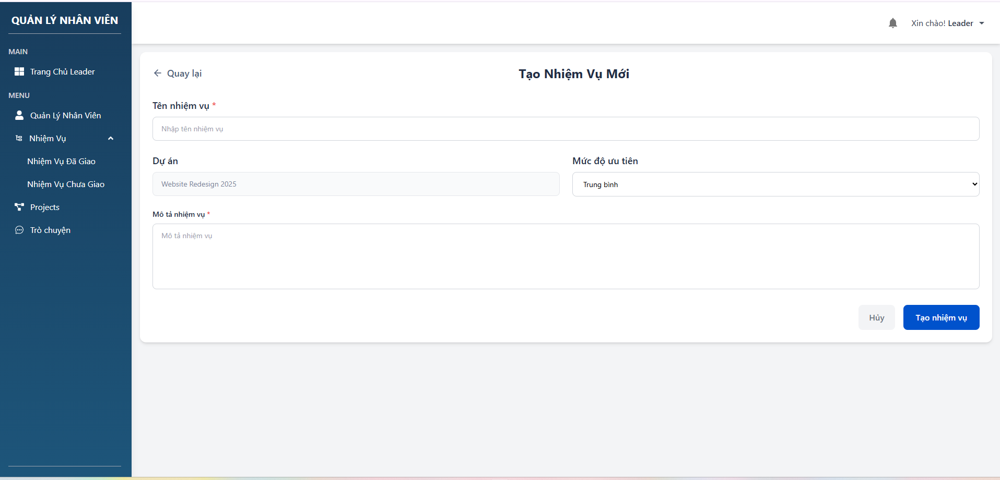 QUẢN LÝ NHÂN VIÊN
MAIN
Trang Chủ Leader
MENU
Quản Lý Nhân Viên
Nhiệm Vụ
Nhiệm Vụ Đã Giao
Nhiệm Vụ Chưa Giao
Projects
Trò chuyện
Xin chào! Leader
Quay lại
Tạo Nhiệm Vụ Mới
Tên nhiệm vụ *
Nhập tên nhiệm vụ
Dự án
Mức độ ưu tiên
Website Redesign 2025
Trung bình
Mô tả nhiệm vụ *
Mô tả nhiệm vụ
Hủy
Tạo nhiệm vụ